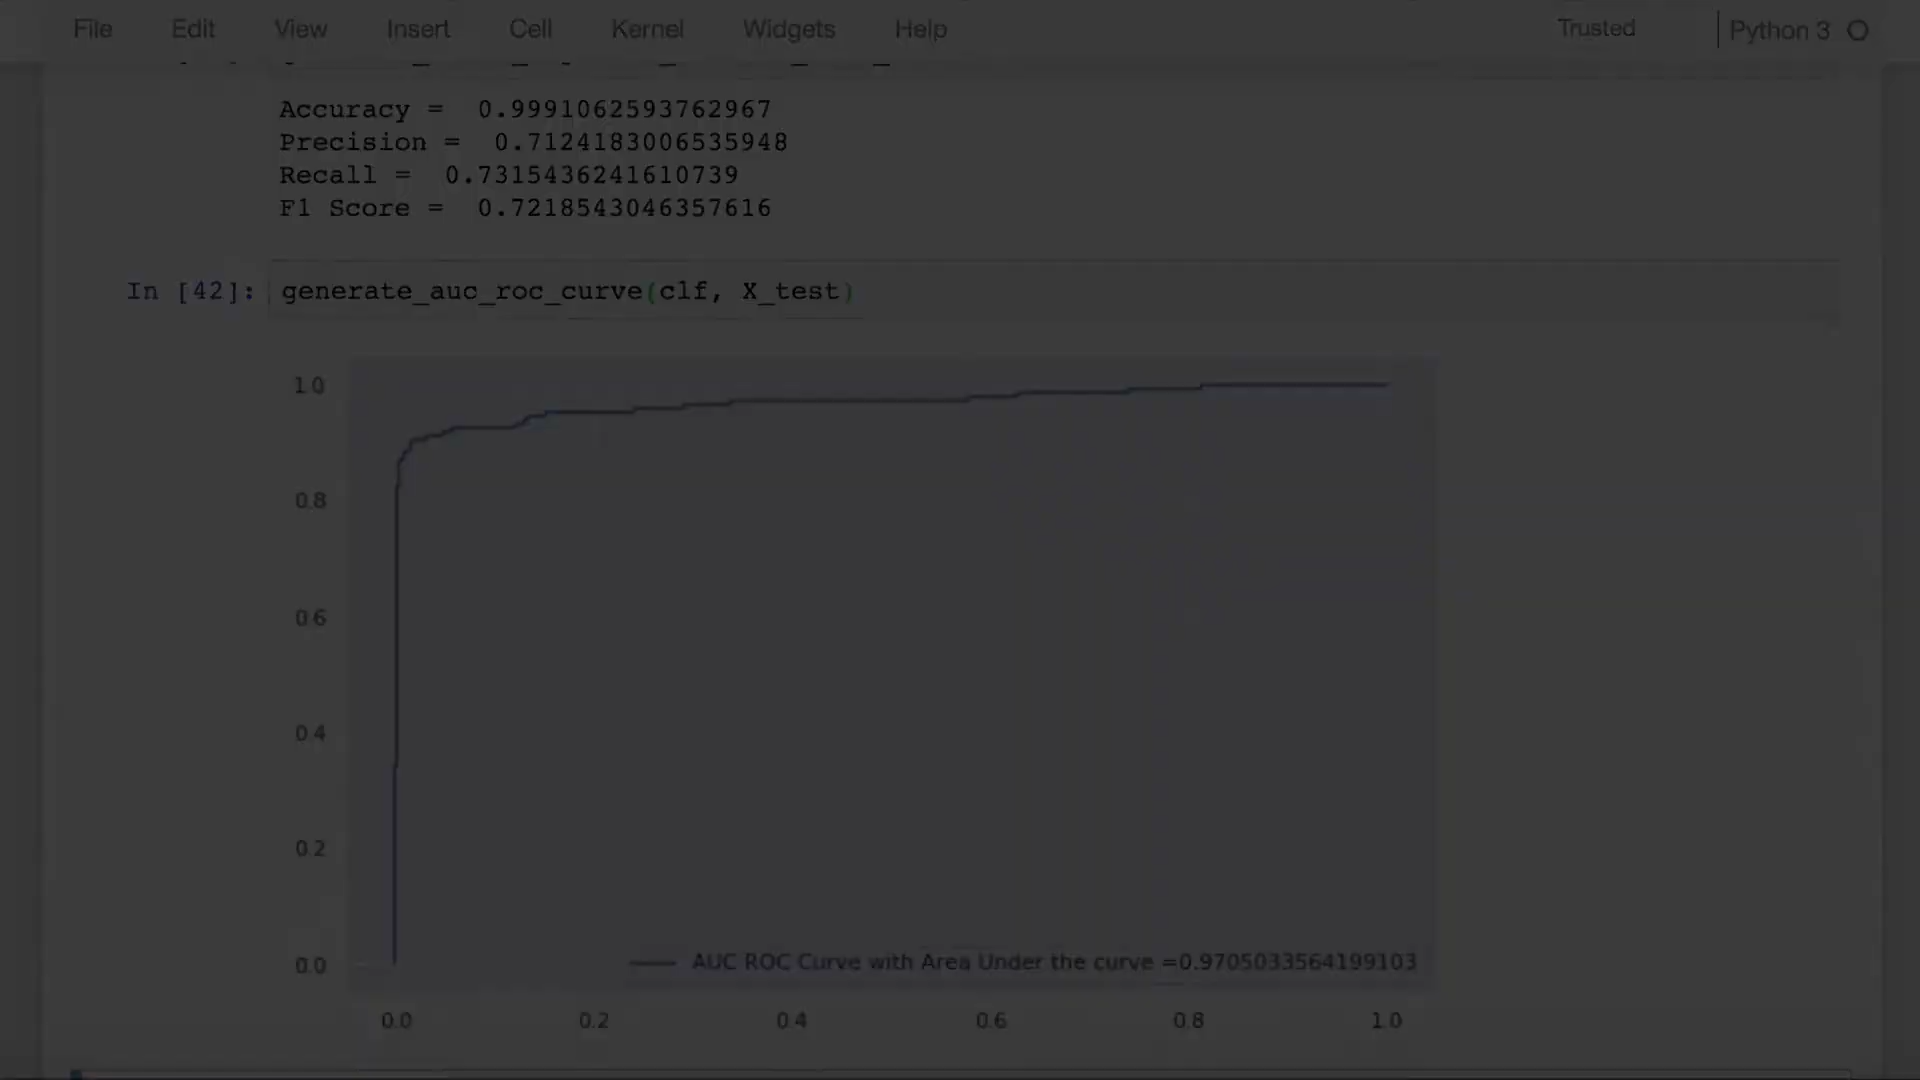 File Edit View Insert Cell Kernel Widgets Help Trusted Python 3
Accuracy = 0.9991062593762967
Precision = 0.7124183006535948
Recall = 0.7315436241610739
F1 Score = 0.7218543046357616
In [42]: generate_auc_roc_curve(clf, X_test)
1.0
0.8
0.6
0.4
0.2
0.0
AUC ROC Curve with Area Under the curve =0.9705033564199103
0.0 0.2 0.4 0.6 0.8 1.0